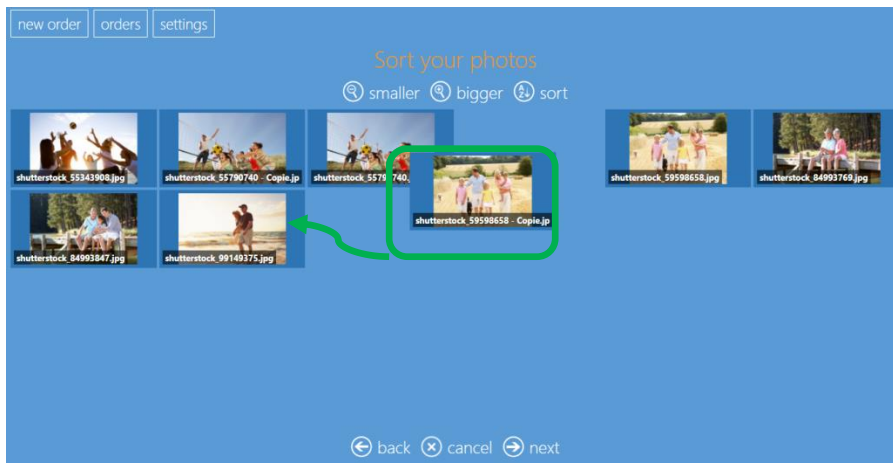 new order orders settings
Sort your photos
smaller bigger sort
shutterstock_55343908.jpg shutterstock_55790740 - Copie.jp shutterstock_55790740. shutterstock_59598658.jpg shutterstock_84993769.jpg
shutterstock_59598658 - Copie.jp
shutterstock_84993847.jpg shutterstock_99149375.jpg
back cancel next